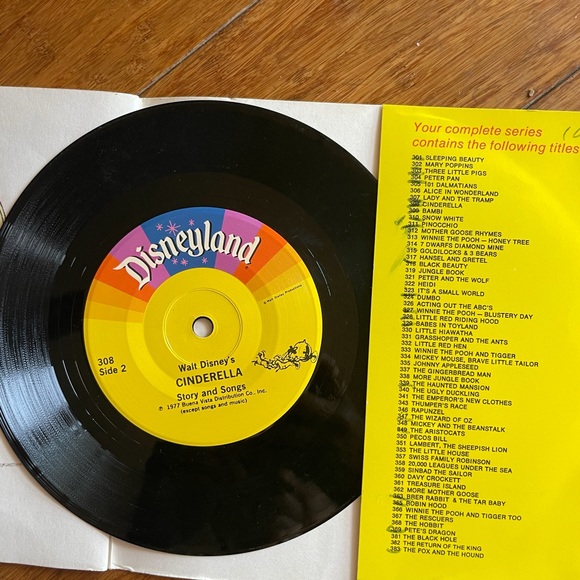 Disneyland
®
© Walt Disney Productions
308
Side 2
Walt Disney's
CINDERELLA
Story and Songs
℗ 1977 Buena Vista Distribution Co., Inc.
(except songs and music)
Your complete series
contains the following titles
301 SLEEPING BEAUTY
302 MARY POPPINS
303 THREE LITTLE PIGS
304 PETER PAN
305 101 DALMATIANS
306 ALICE IN WONDERLAND
307 LADY AND THE TRAMP
308 CINDERELLA
309 BAMBI
310 SNOW WHITE
311 PINOCCHIO
312 MOTHER GOOSE RHYMES
313 WINNIE THE POOH — HONEY TREE
314 7 DWARFS DIAMOND MINE
315 GOLDILOCKS & 3 BEARS
317 HANSEL AND GRETEL
318 BLACK BEAUTY
319 JUNGLE BOOK
321 PETER AND THE WOLF
322 HEIDI
323 IT'S A SMALL WORLD
324 DUMBO
326 ACTING OUT THE ABC'S
327 WINNIE THE POOH — BLUSTERY DAY
328 LITTLE RED RIDING HOOD
329 BABES IN TOYLAND
330 LITTLE HIAWATHA
331 GRASSHOPPER AND THE ANTS
332 LITTLE RED HEN
333 WINNIE THE POOH AND TIGGER
334 MICKEY MOUSE, BRAVE LITTLE TAILOR
335 JOHNNY APPLESEED
337 THE GINGERBREAD MAN
338 MORE JUNGLE BOOK
339 THE HAUNTED MANSION
340 THE UGLY DUCKLING
341 THE EMPEROR'S NEW CLOTHES
343 THUMPER'S RACE
346 RAPUNZEL
347 THE WIZARD OF OZ
348 MICKEY AND THE BEANSTALK
349 THE ARISTOCATS
350 PECOS BILL
351 LAMBERT, THE SHEEPISH LION
353 THE LITTLE HOUSE
357 SWISS FAMILY ROBINSON
358 20,000 LEAGUES UNDER THE SEA
359 SINBAD THE SAILOR
360 DAVY CROCKETT
361 TREASURE ISLAND
362 MORE MOTHER GOOSE
363 BRER RABBIT & THE TAR BABY
365 ROBIN HOOD
366 WINNIE THE POOH AND TIGGER TOO
367 THE RESCUERS
368 THE HOBBIT
369 PETE'S DRAGON
381 THE BLACK HOLE
382 THE RETURN OF THE KING
383 THE FOX AND THE HOUND